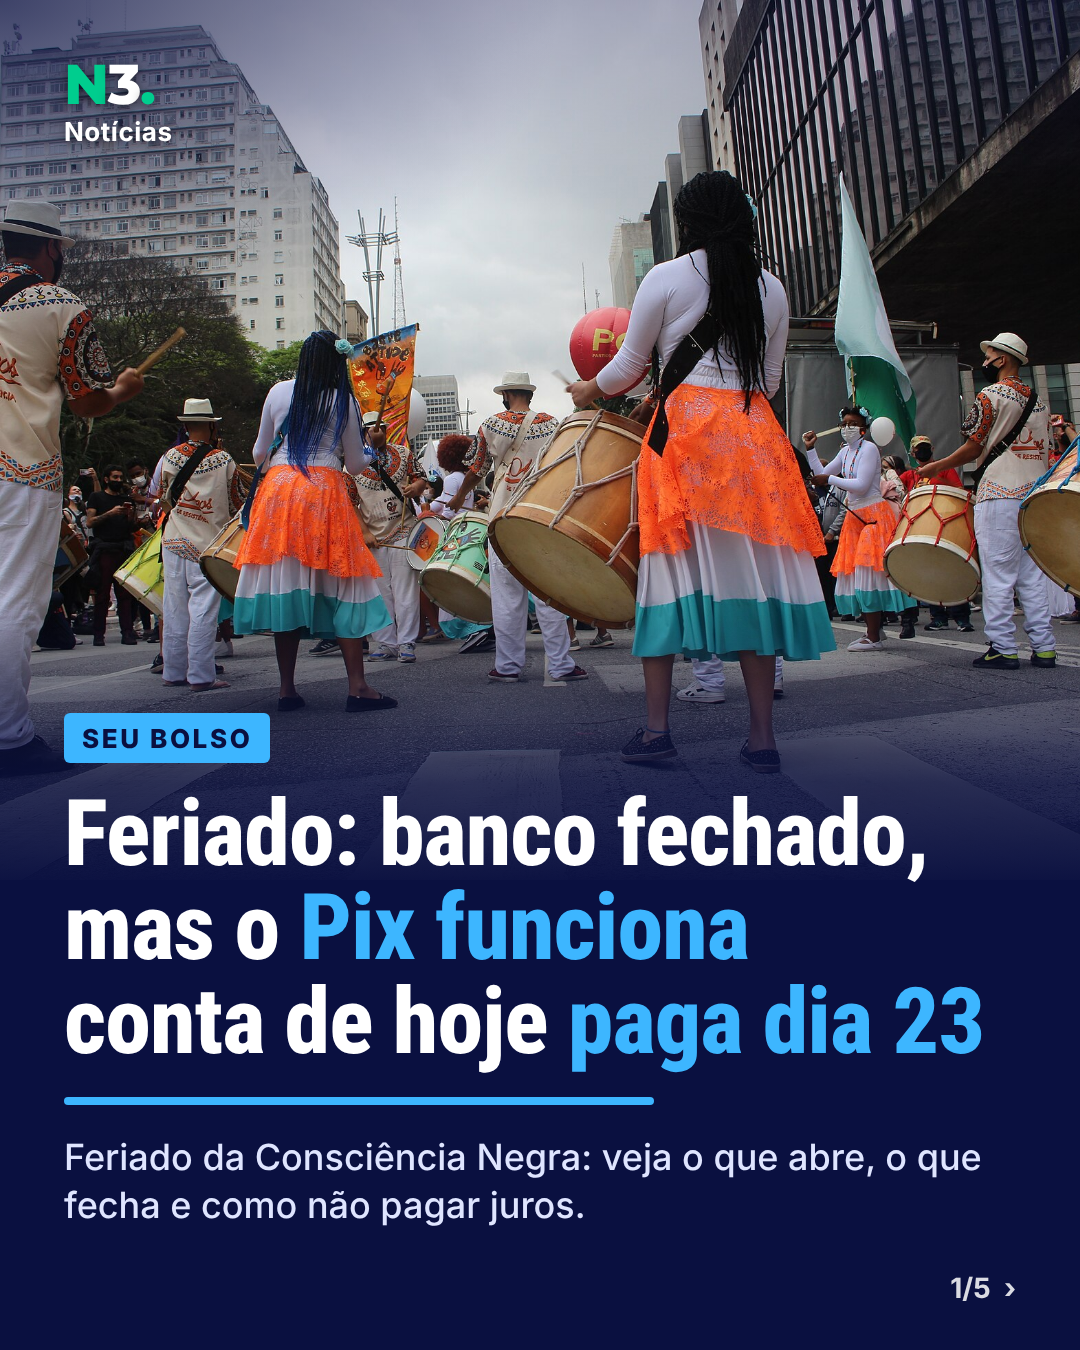 N3.
Notícias
SEU BOLSO
Feriado: banco fechado,
mas o Pix funciona
conta de hoje paga dia 23
Feriado da Consciência Negra: veja o que abre, o que
fecha e como não pagar juros.
1/5 ›